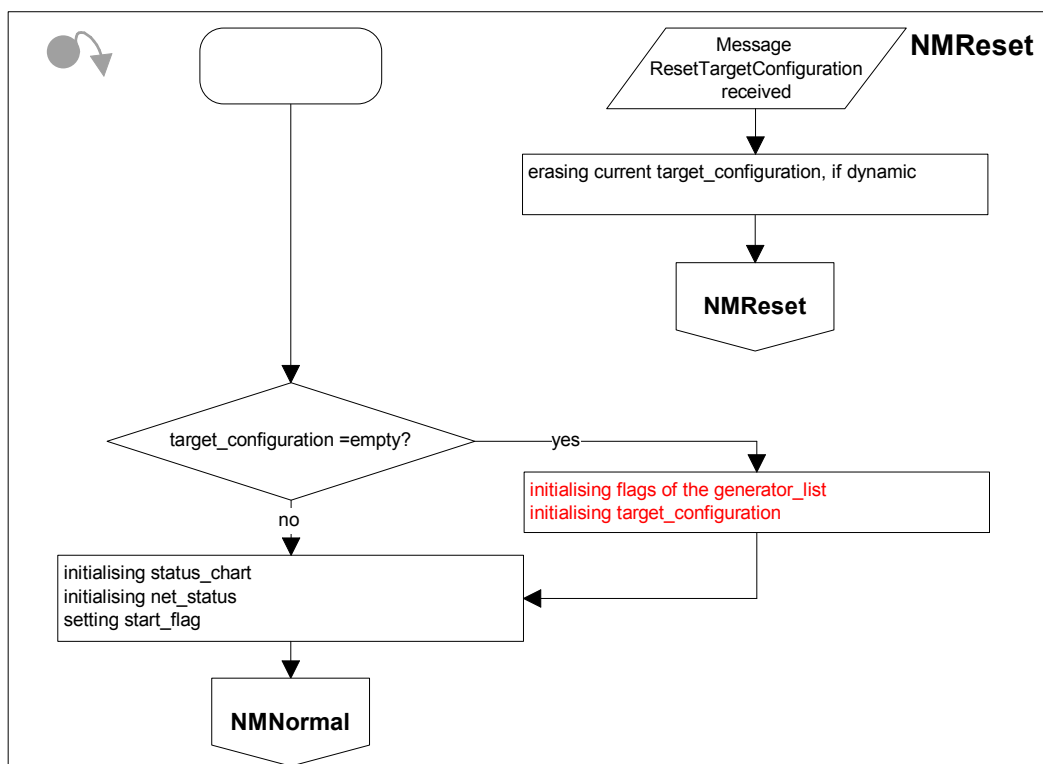 NMReset
Message
ResetTargetConfiguration
received
erasing current target_configuration, if dynamic
NMReset
target_configuration =empty?
yes
initialising flags of the generator_list
initialising target_configuration
no
initialising status_chart
initialising net_status
setting start_flag
NMNormal